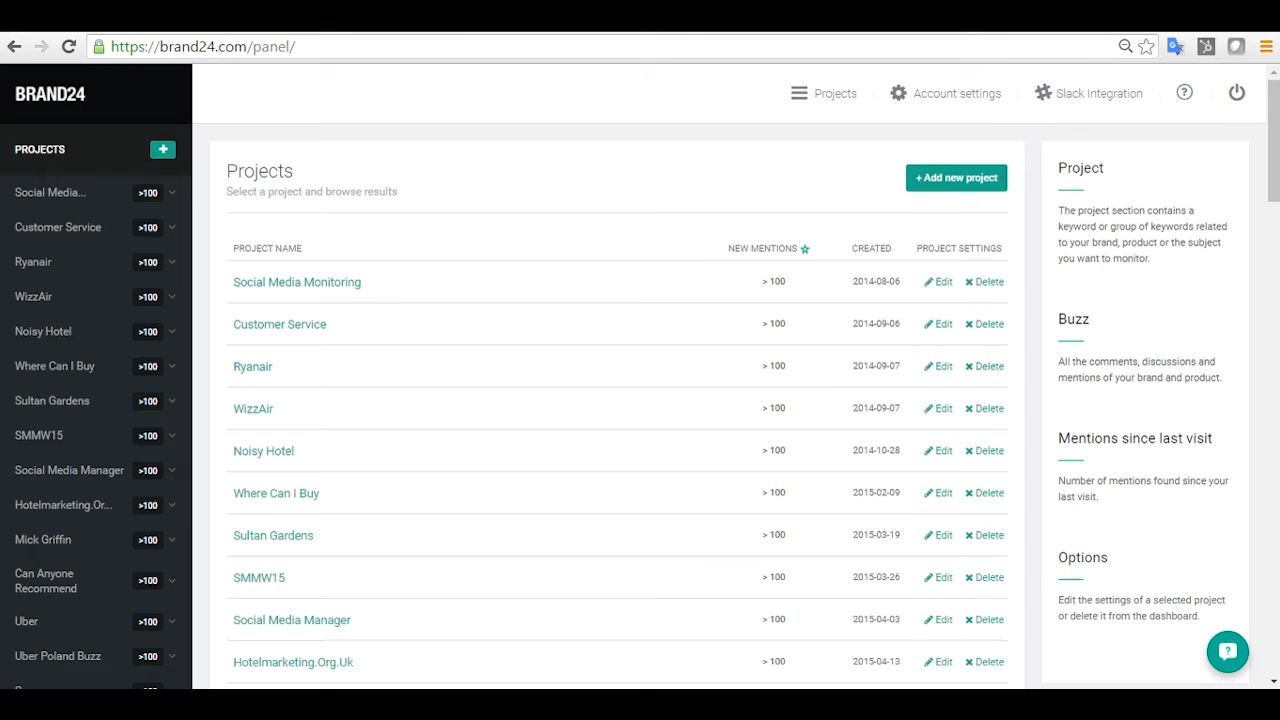 https://brand24.com/panel/
BRAND24
Projects
Account settings
Slack Integration
PROJECTS
Social Media... >100
Customer Service >100
Ryanair >100
WizzAir >100
Noisy Hotel >100
Where Can I Buy >100
Sultan Gardens >100
SMMW15 >100
Social Media Manager >100
Hotelmarketing.Or... >100
Mick Griffin >100
Can Anyone
Recommend >100
Uber >100
Uber Poland Buzz >100
Projects
Select a project and browse results
+ Add new project
PROJECT NAME NEW MENTIONS CREATED PROJECT SETTINGS
Social Media Monitoring > 100 2014-08-06 Edit Delete
Customer Service > 100 2014-09-06 Edit Delete
Ryanair > 100 2014-09-07 Edit Delete
WizzAir > 100 2014-09-07 Edit Delete
Noisy Hotel > 100 2014-10-28 Edit Delete
Where Can I Buy > 100 2015-02-09 Edit Delete
Sultan Gardens > 100 2015-03-19 Edit Delete
SMMW15 > 100 2015-03-26 Edit Delete
Social Media Manager > 100 2015-04-03 Edit Delete
Hotelmarketing.Org.Uk > 100 2015-04-13 Edit Delete
Project
The project section contains a
keyword or group of keywords related
to your brand, product or the subject
you want to monitor.
Buzz
All the comments, discussions and
mentions of your brand and product.
Mentions since last visit
Number of mentions found since your
last visit.
Options
Edit the settings of a selected project
or delete it from the dashboard.